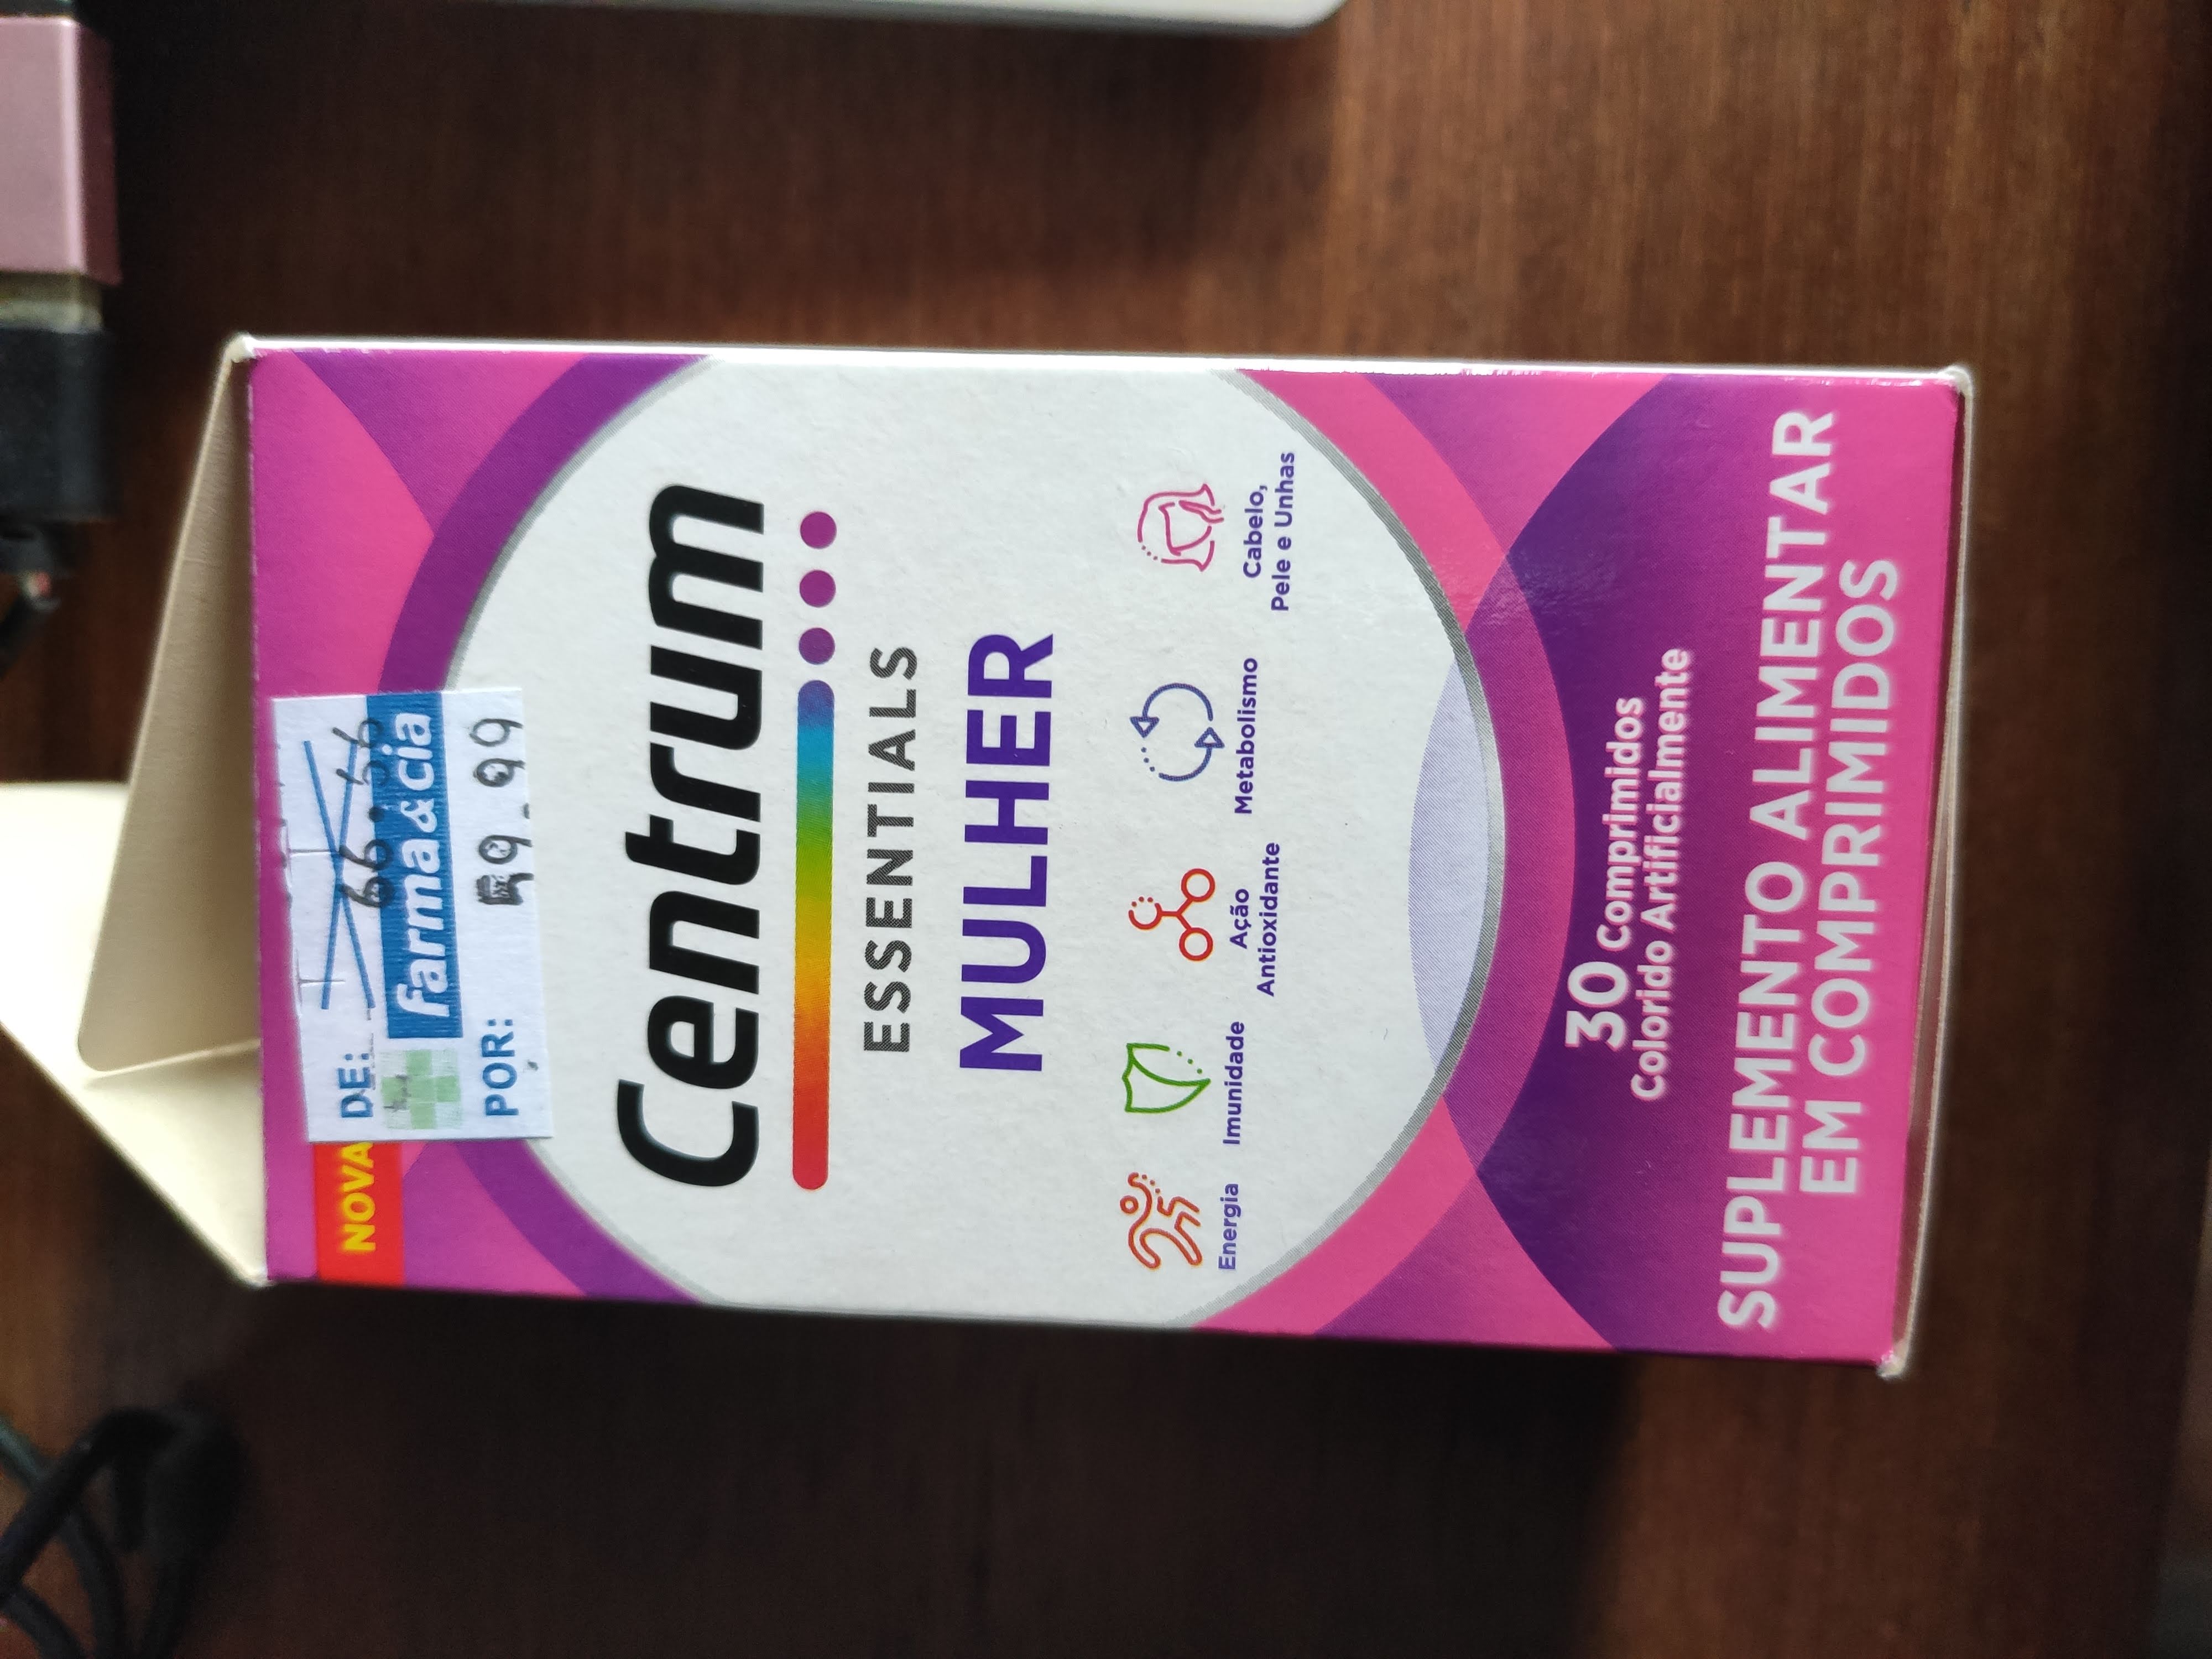 NOVA
DE: 66.66
farma&cia
POR: 59.99
Centrum
ESSENTIALS
MULHER
Energia
Imunidade
Ação
Antioxidante
Metabolismo
Cabelo,
Pele e Unhas
30 Comprimidos
Colorido Artificialmente
SUPLEMENTO ALIMENTAR
EM COMPRIMIDOS